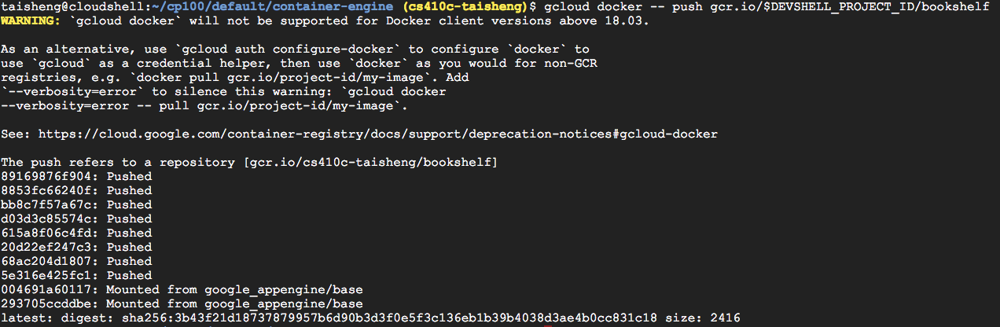 taisheng@cloudshell:~/cp100/default/container-engine (cs410c-taisheng)$ gcloud docker -- push gcr.io/$DEVSHELL_PROJECT_ID/bookshelf
WARNING: `gcloud docker` will not be supported for Docker client versions above 18.03.
As an alternative, use `gcloud auth configure-docker` to configure `docker` to
use `gcloud` as a credential helper, then use `docker` as you would for non-GCR
registries, e.g. `docker pull gcr.io/project-id/my-image`. Add
`--verbosity=error` to silence this warning: `gcloud docker
--verbosity=error -- pull gcr.io/project-id/my-image`.
See: https://cloud.google.com/container-registry/docs/support/deprecation-notices#gcloud-docker
The push refers to a repository [gcr.io/cs410c-taisheng/bookshelf]
89169876f904: Pushed
8853fc66240f: Pushed
bb8c7f57a67c: Pushed
d03d3c85574c: Pushed
615a8f06c4fd: Pushed
20d22ef247c3: Pushed
68ac204d1807: Pushed
5e316e425fc1: Pushed
004691a60117: Mounted from google_appengine/base
293705ccddbe: Mounted from google_appengine/base
latest: digest: sha256:3b43f21d18737879957b6d90b3d3f0e5f3c136eb1b39b4038d3ae4b0cc831c18 size: 2416